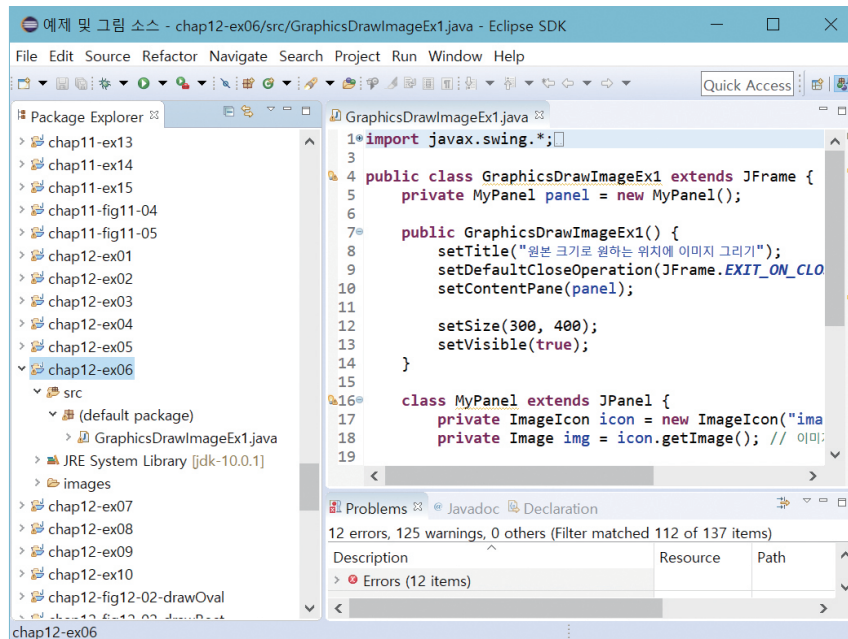 예제 및 그림 소스 - chap12-ex06/src/GraphicsDrawImageEx1.java - Eclipse SDK
File Edit Source Refactor Navigate Search Project Run Window Help
Quick Access
Package Explorer
chap11-ex13
chap11-ex14
chap11-ex15
chap11-fig11-04
chap11-fig11-05
chap12-ex01
chap12-ex02
chap12-ex03
chap12-ex04
chap12-ex05
chap12-ex06
src
(default package)
GraphicsDrawImageEx1.java
JRE System Library [jdk-10.0.1]
images
chap12-ex07
chap12-ex08
chap12-ex09
chap12-ex10
chap12-fig12-02-drawOval
chap12-fig12-02-drawRect
GraphicsDrawImageEx1.java
1 import javax.swing.*;
3
4 public class GraphicsDrawImageEx1 extends JFrame {
5 private MyPanel panel = new MyPanel();
6
7 public GraphicsDrawImageEx1() {
8 setTitle("원본 크기로 원하는 위치에 이미지 그리기");
9 setDefaultCloseOperation(JFrame.EXIT_ON_CLO
10 setContentPane(panel);
11
12 setSize(300, 400);
13 setVisible(true);
14 }
15
16 class MyPanel extends JPanel {
17 private ImageIcon icon = new ImageIcon("ima
18 private Image img = icon.getImage(); // 이미지
19
Problems Javadoc Declaration
12 errors, 125 warnings, 0 others (Filter matched 112 of 137 items)
Description Resource Path
Errors (12 items)
chap12-ex06